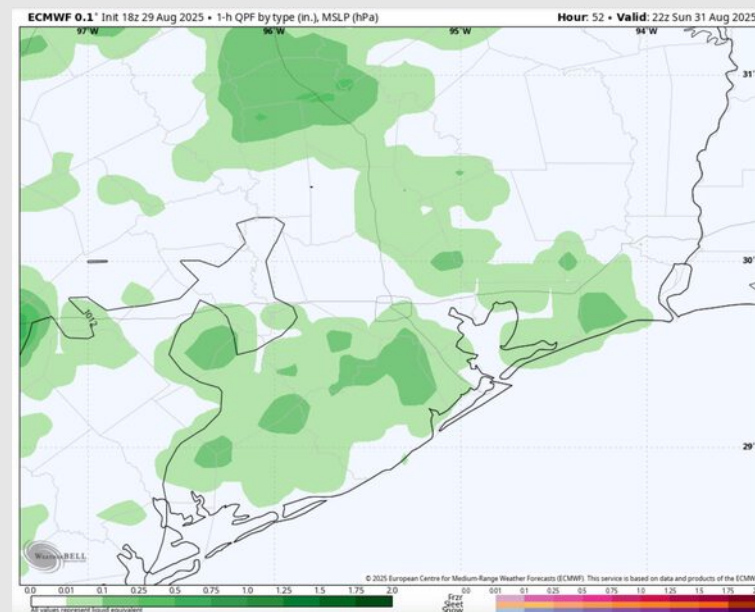 ECMWF 0.1° Init 18z 29 Aug 2025 • 1-h QPF by type (in.), MSLP (hPa)
Hour: 52 • Valid: 22z Sun 31 Aug 2025
97°W 96°W 95°W 94°W
31°
30°
1012
29°
WeatherBELL
© 2025 European Centre for Medium-Range Weather Forecasts (ECMWF). This service is based on data and products of the ECMW
0.0 0.01 0.1 0.25 0.5 1.0 1.25 1.5 1.75 2.0
All values represent liquid equivalent
0.0 0.01 0.1 0.25 0.5 0.75 1.0 1.25 1.5 1.75
Frzr
Sleet
Snow